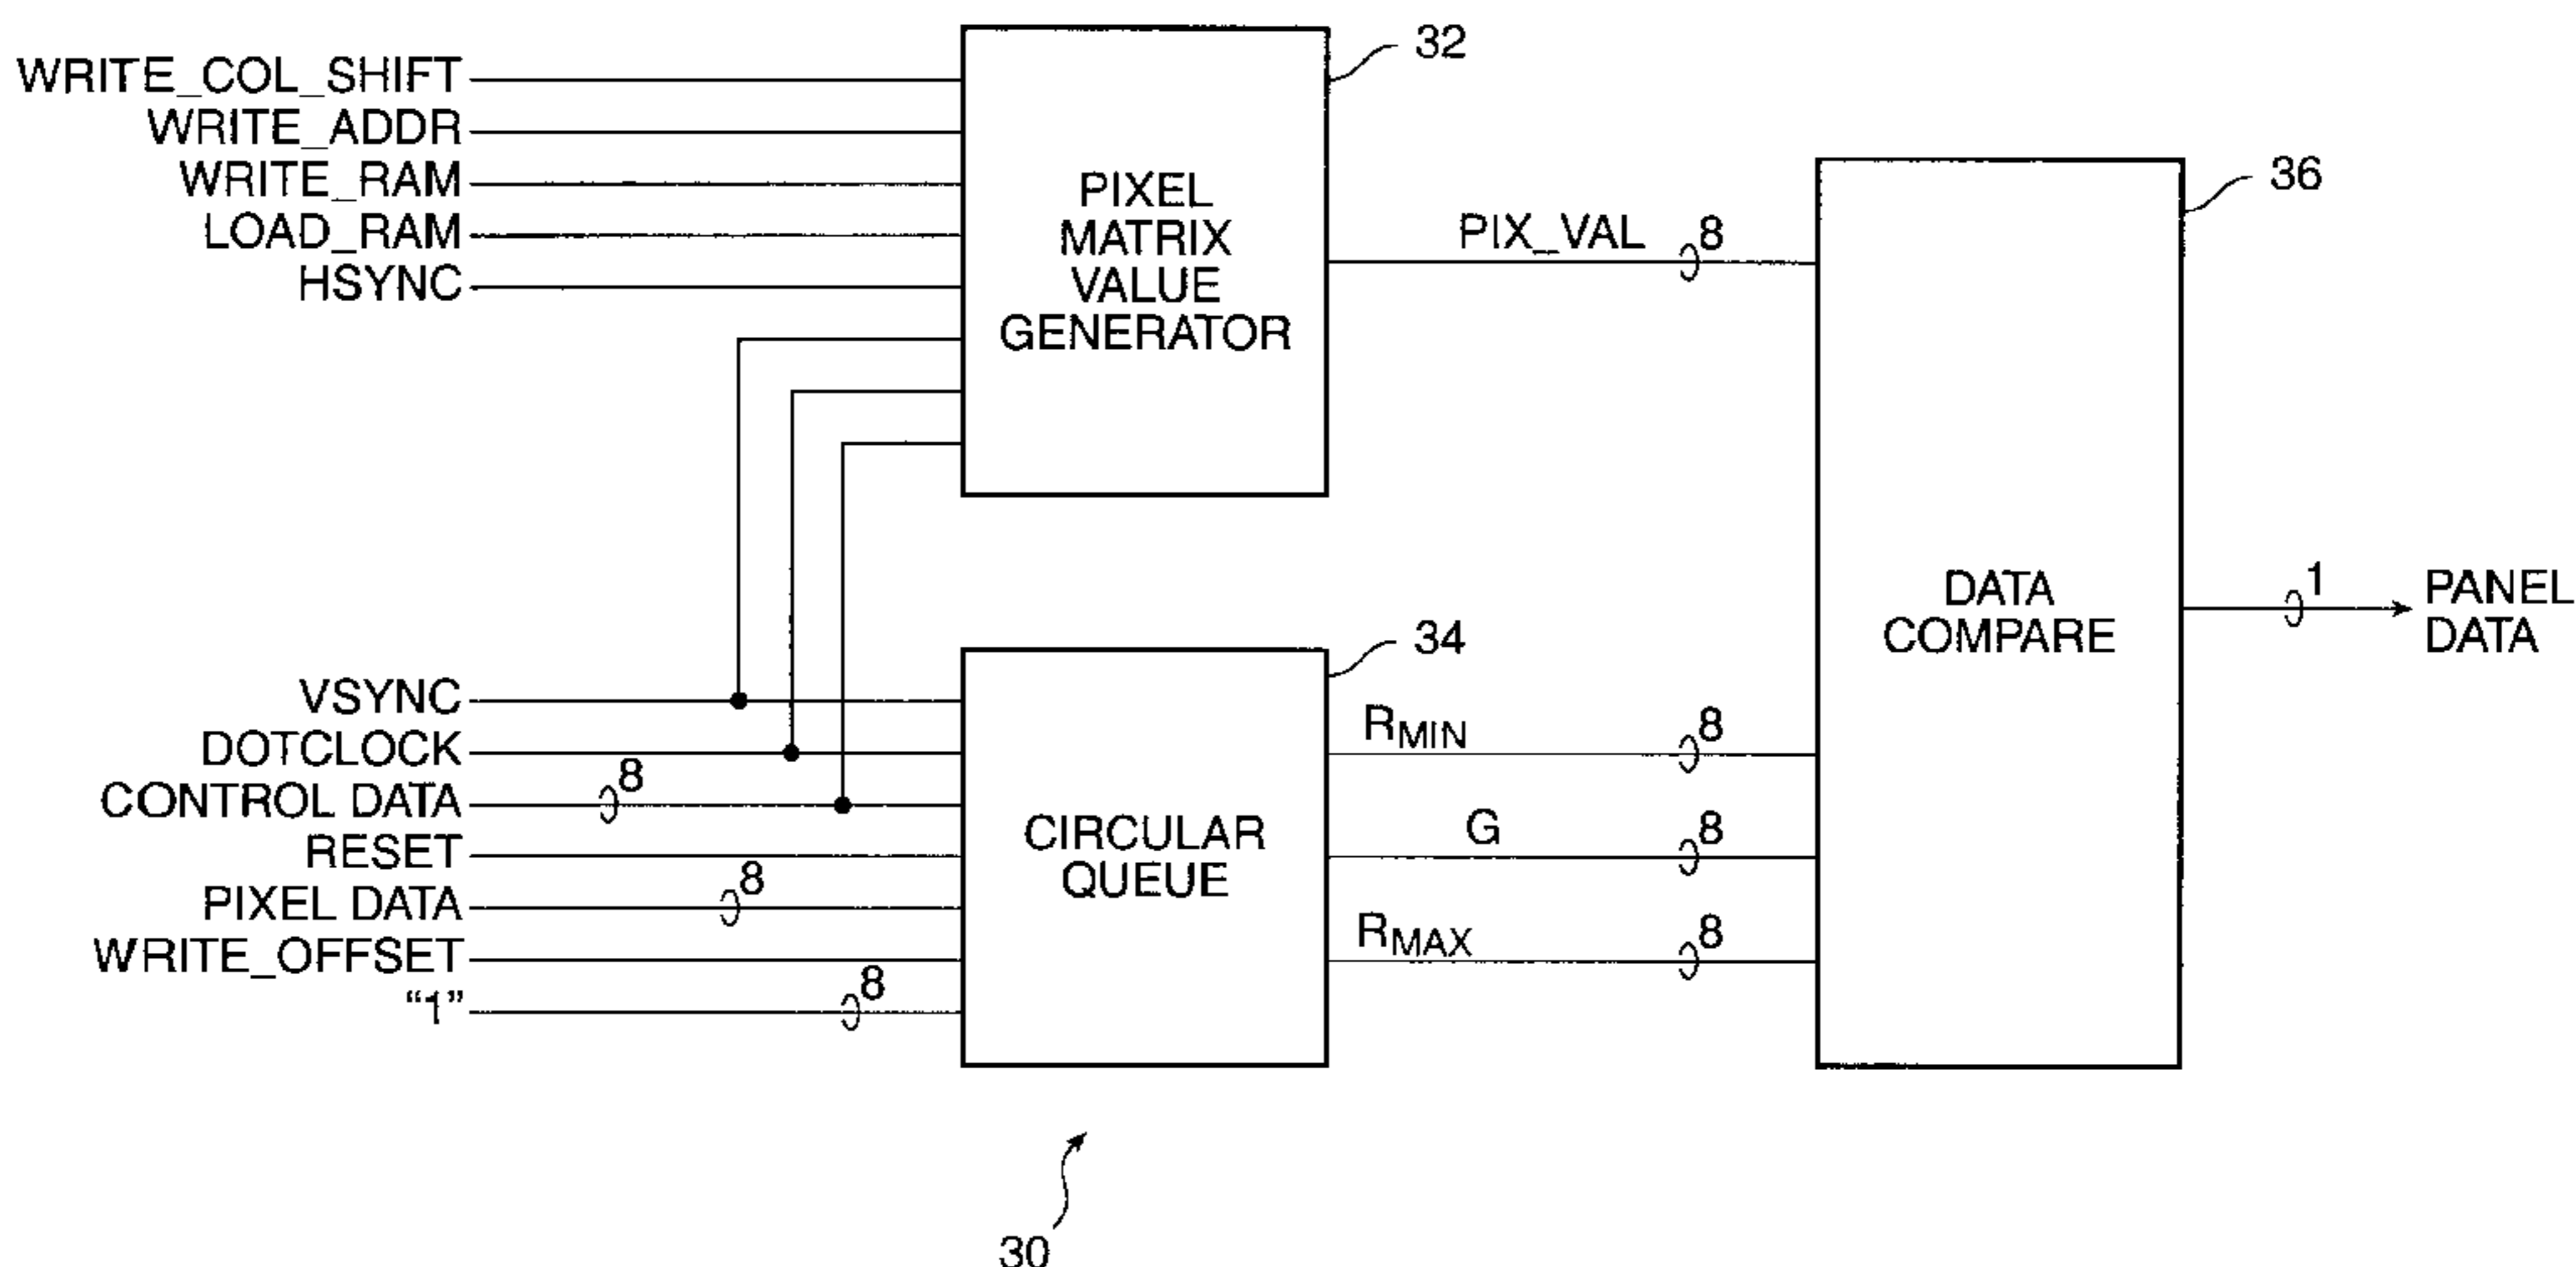 WRITE_COL_SHIFT
WRITE_ADDR
WRITE_RAM
LOAD_RAM
HSYNC
PIXEL
MATRIX
VALUE
GENERATOR
32
PIX_VAL
8
36
VSYNC
DOTCLOCK
CONTROL DATA
8
RESET
PIXEL DATA
8
WRITE_OFFSET
"1"
8
CIRCULAR
QUEUE
34
RMIN
8
G
8
RMAX
8
DATA
COMPARE
1
PANEL
DATA
30